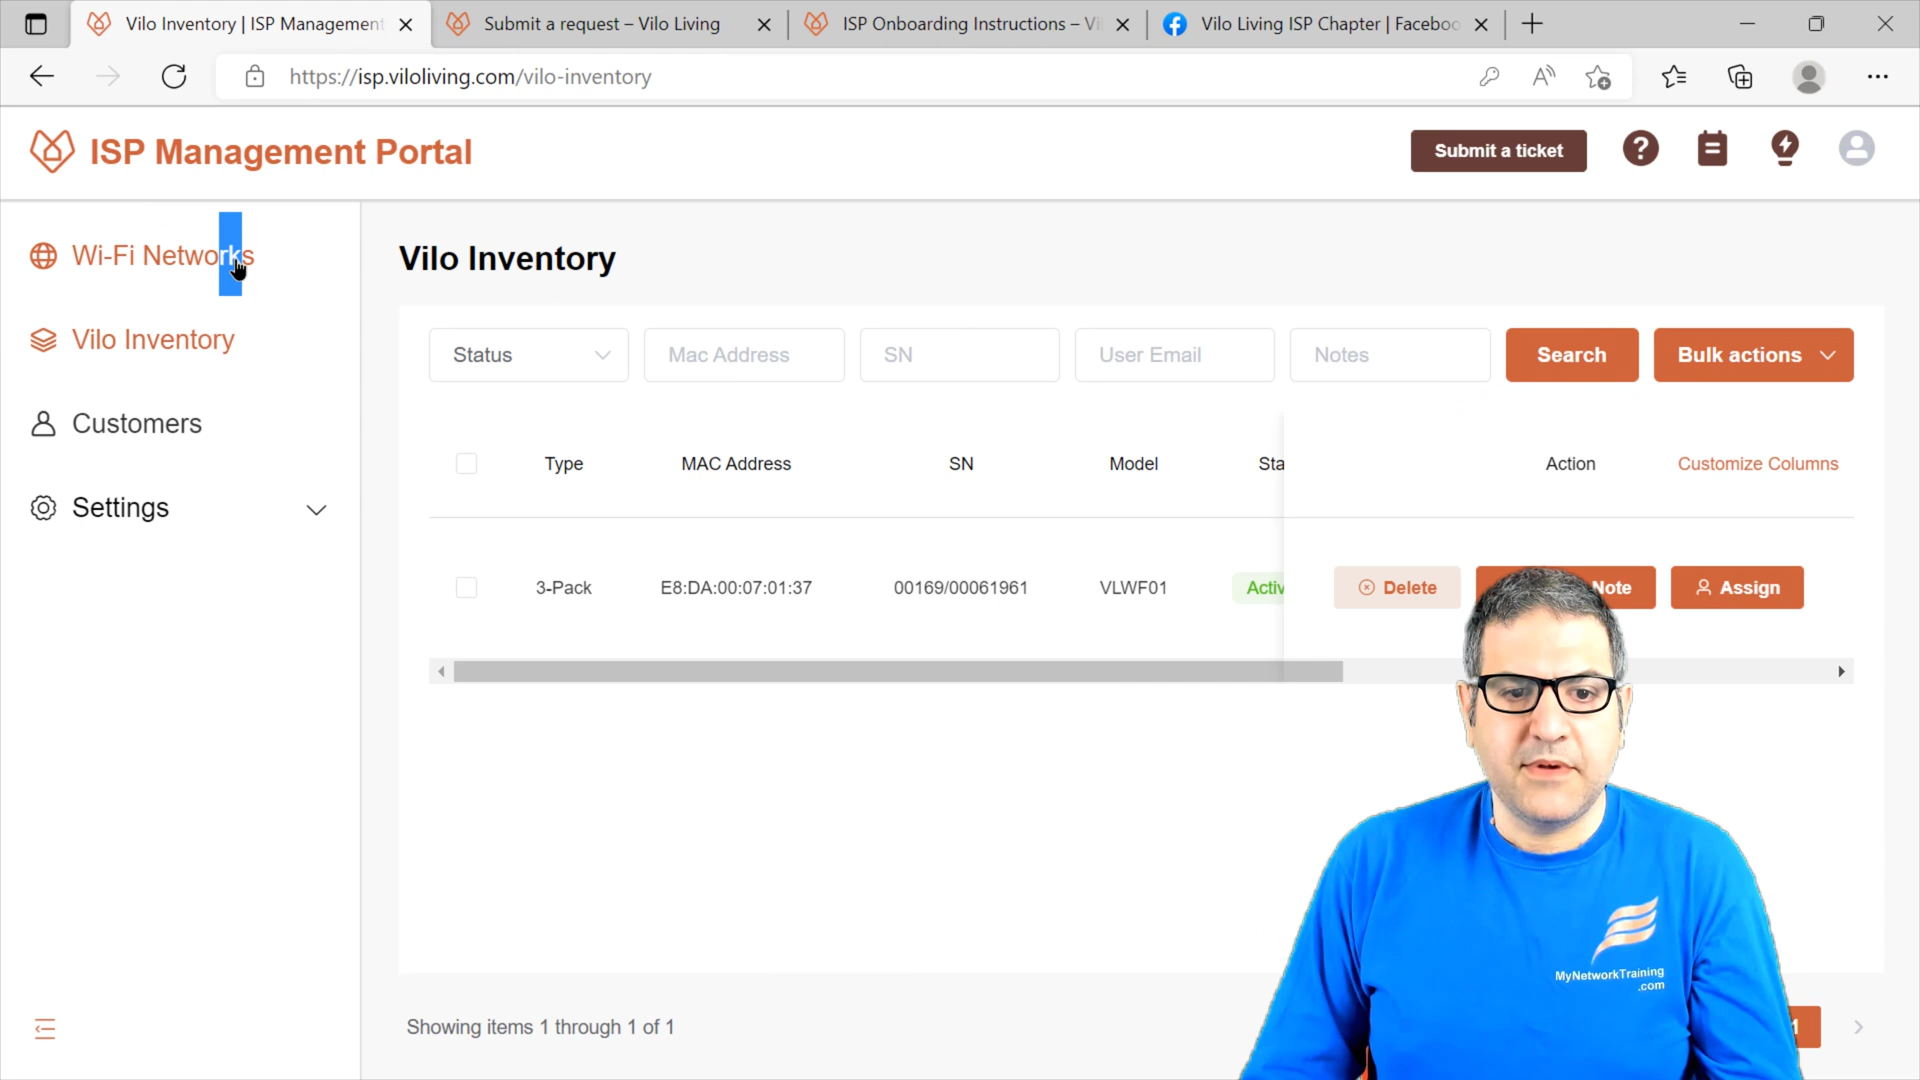 Vilo Inventory | ISP Management
Submit a request – Vilo Living
ISP Onboarding Instructions – Vi
Vilo Living ISP Chapter | Faceboo
https://isp.viloliving.com/vilo-inventory
ISP Management Portal
Submit a ticket
Wi-Fi Networks
Vilo Inventory
Customers
Settings
Vilo Inventory
Status
Mac Address
SN
User Email
Notes
Search
Bulk actions
Type
MAC Address
SN
Model
Sta
Action
Customize Columns
3-Pack
E8:DA:00:07:01:37
00169/00061961
VLWF01
Activ
Delete
Note
Assign
Showing items 1 through 1 of 1
1
MyNetworkTraining
.com